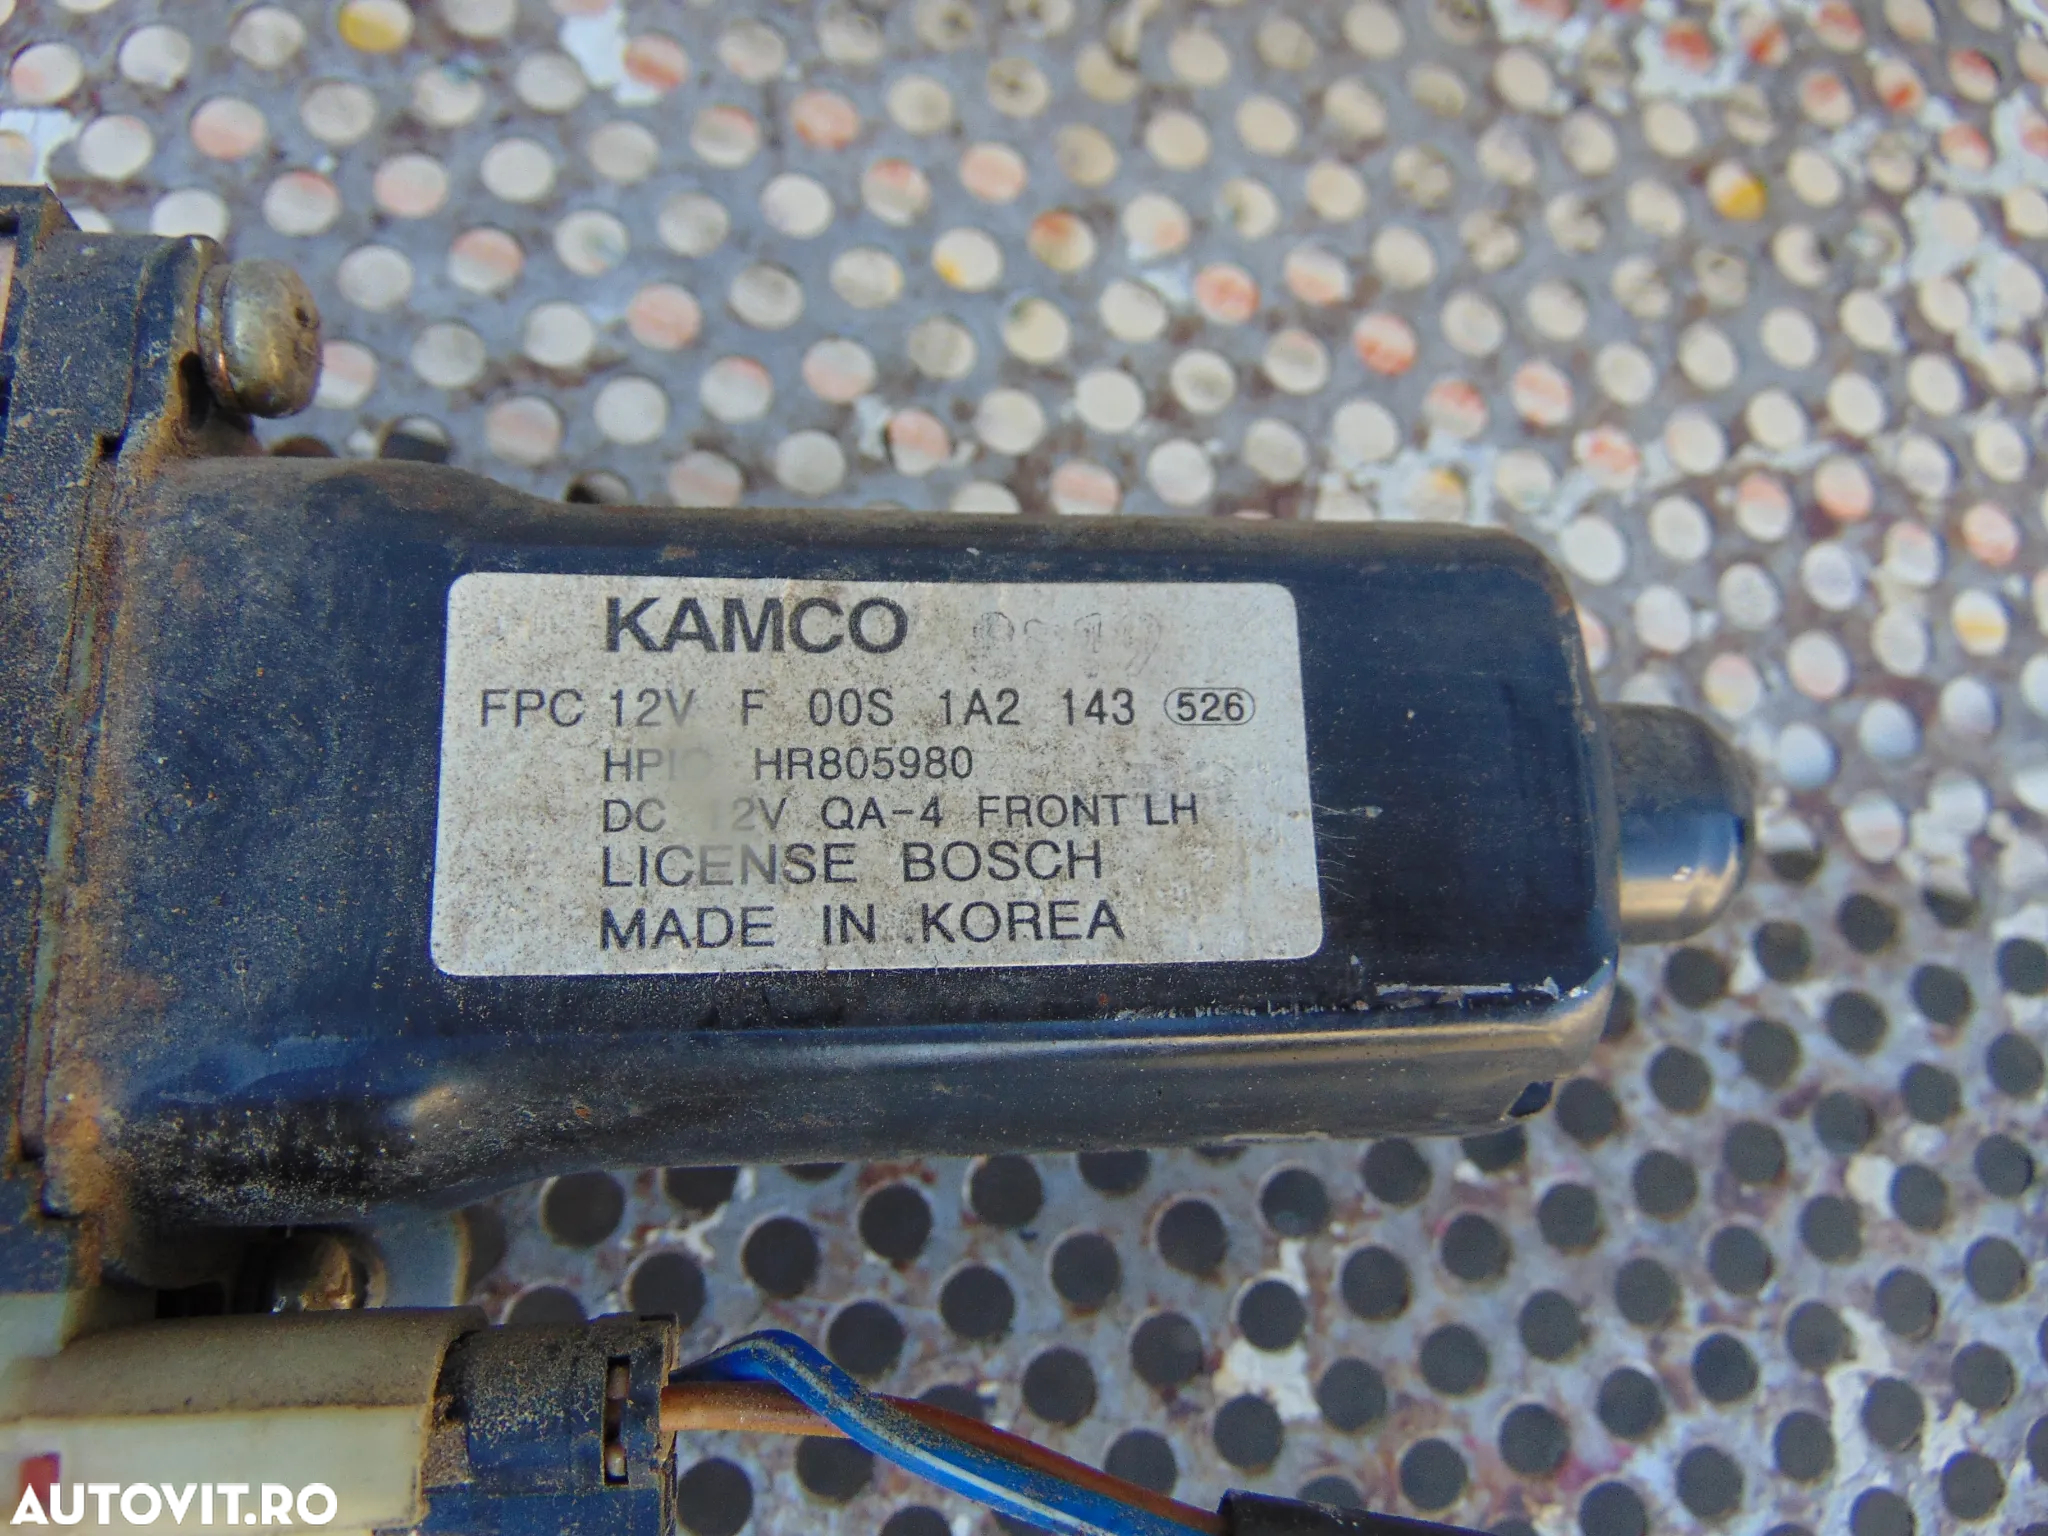 KAMCO
FPC 12V F 00S 1A2 143 526
HPIC HR805980
DC 12V QA-4 FRONT LH
LICENSE BOSCH
MADE IN KOREA
AUTOVIT.RO